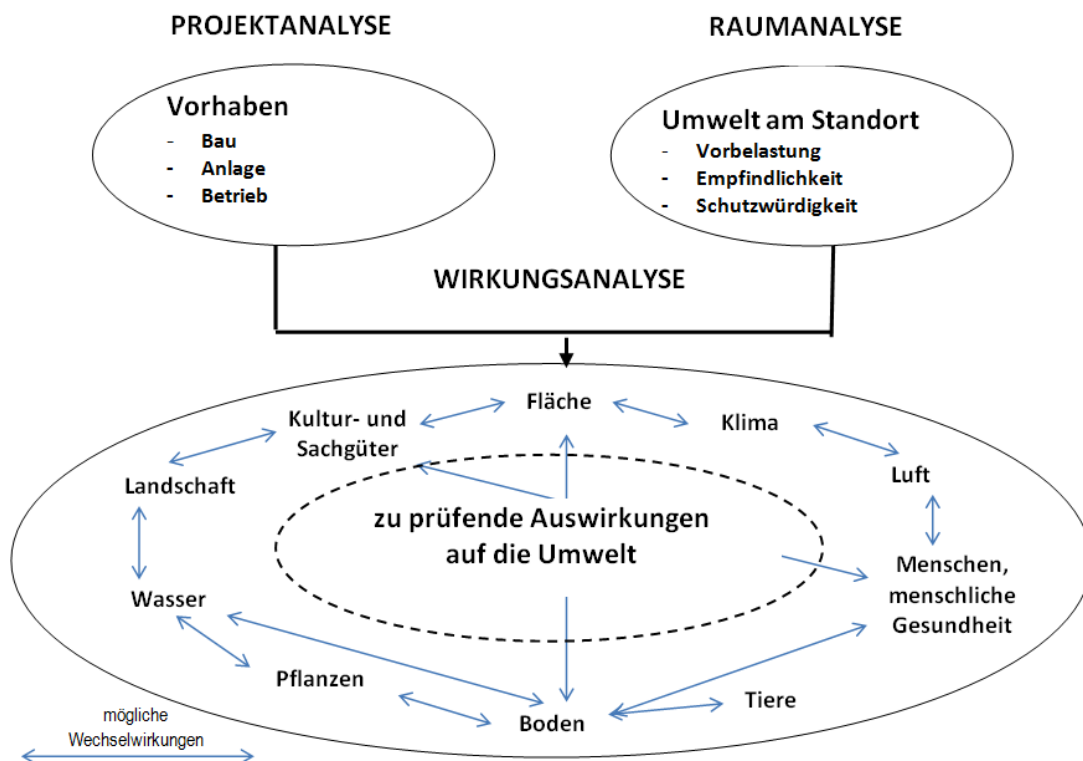 PROJEKTANALYSE
RAUMANALYSE
Vorhaben
- Bau
- Anlage
- Betrieb
Umwelt am Standort
- Vorbelastung
- Empfindlichkeit
- Schutzwürdigkeit
WIRKUNGSANALYSE
Fläche
Kultur- und
Sachgüter
Klima
Landschaft
Luft
zu prüfende Auswirkungen
auf die Umwelt
Wasser
Menschen,
menschliche
Gesundheit
Pflanzen
Tiere
Boden
mögliche
Wechselwirkungen